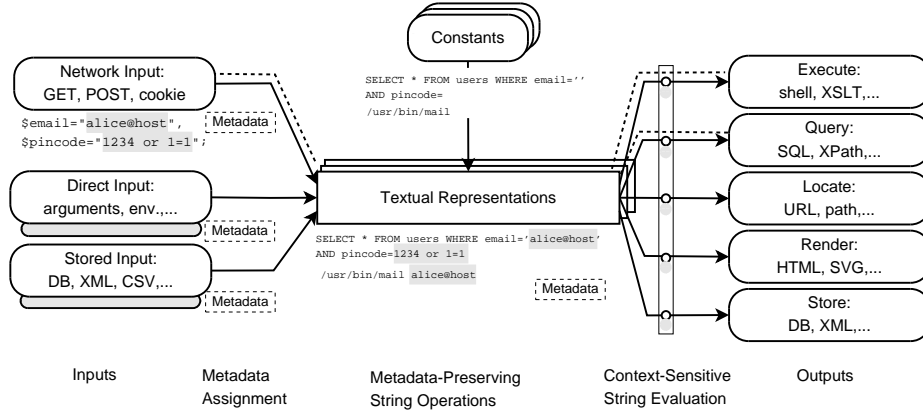 Constants
SELECT * FROM users WHERE email=''
AND pincode=
/usr/bin/mail
Network Input:
GET, POST, cookie
$email="alice@host",
$pincode="1234 or 1=1";
Metadata
Direct Input:
arguments, env.,...
Metadata
Stored Input:
DB, XML, CSV,...
Metadata
Textual Representations
SELECT * FROM users WHERE email='alice@host'
AND pincode=1234 or 1=1
/usr/bin/mail alice@host
Metadata
Execute:
shell, XSLT,...
Query:
SQL, XPath,...
Locate:
URL, path,...
Render:
HTML, SVG,...
Store:
DB, XML,...
Inputs
Metadata
Assignment
Metadata-Preserving
String Operations
Context-Sensitive
String Evaluation
Outputs